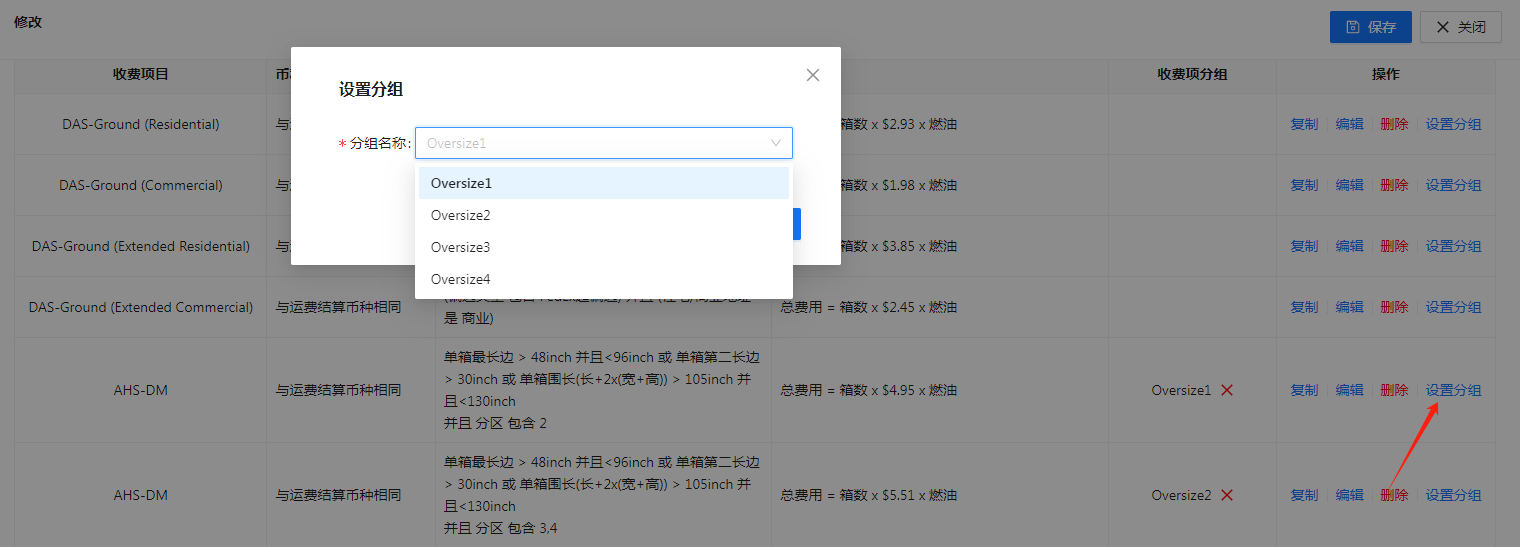 修改
保存
关闭
收费项目
收费项分组
操作
设置分组
* 分组名称:
Oversize1
Oversize1
Oversize2
Oversize3
Oversize4
DAS-Ground (Residential)
箱数 x $2.93 x 燃油
复制 编辑 删除 设置分组
DAS-Ground (Commercial)
箱数 x $1.98 x 燃油
复制 编辑 删除 设置分组
DAS-Ground (Extended Residential)
箱数 x $3.85 x 燃油
复制 编辑 删除 设置分组
DAS-Ground (Extended Commercial)
与运费结算币种相同
是 商业)
总费用 = 箱数 x $2.45 x 燃油
复制 编辑 删除 设置分组
AHS-DM
与运费结算币种相同
单箱最长边 > 48inch 并且<96inch 或 单箱第二长边
> 30inch 或 单箱围长(长+2x(宽+高)) > 105inch 并
且<130inch
并且 分区 包含 2
总费用 = 箱数 x $4.95 x 燃油
Oversize1
复制 编辑 删除 设置分组
AHS-DM
与运费结算币种相同
单箱最长边 > 48inch 并且<96inch 或 单箱第二长边
> 30inch 或 单箱围长(长+2x(宽+高)) > 105inch 并
且<130inch
并且 分区 包含 3,4
总费用 = 箱数 x $5.51 x 燃油
Oversize2
复制 编辑 删除 设置分组